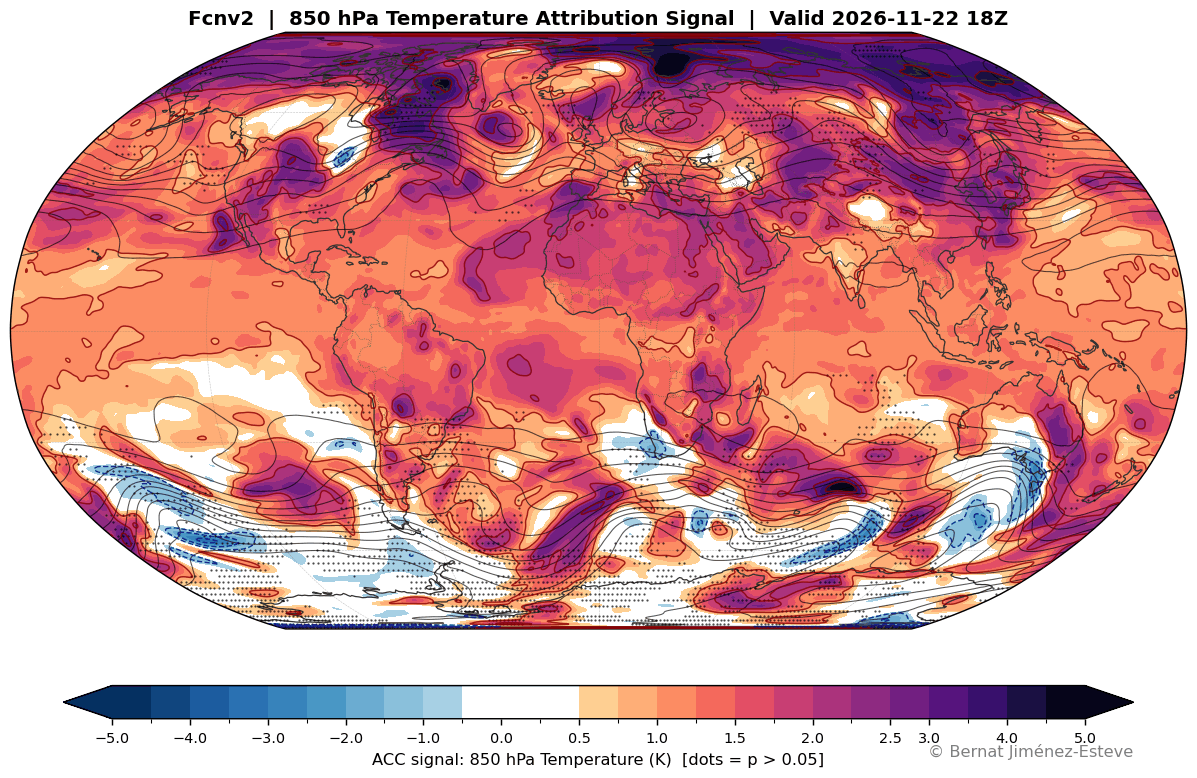 Fcnv2 | 850 hPa Temperature Attribution Signal | Valid 2026-11-22 18Z
−5.0 −4.0 −3.0 −2.0 −1.0 0.0 0.5 1.0 1.5 2.0 2.5 3.0 4.0 5.0
ACC signal: 850 hPa Temperature (K) [dots = p > 0.05]
© Bernat Jiménez-Esteve